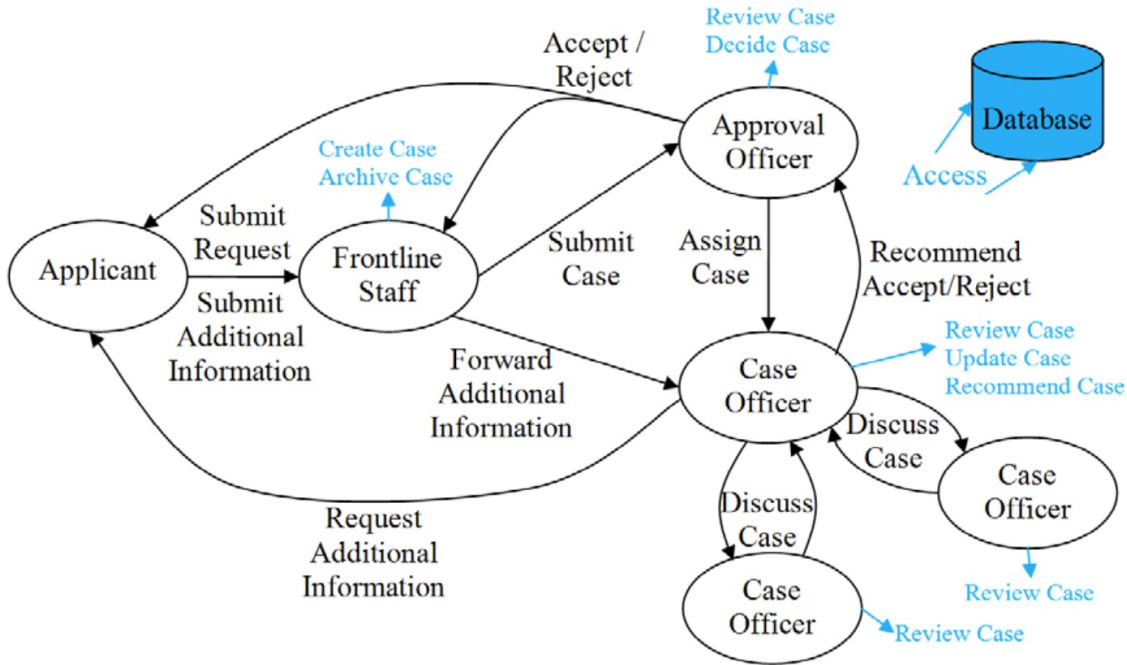 Review Case
Decide Case
Accept /
Reject
Approval
Officer
Database
Access
Create Case
Archive Case
Submit
Request
Applicant
Frontline
Staff
Submit
Case
Assign
Case
Recommend
Accept/Reject
Submit
Additional
Information
Forward
Additional
Information
Case
Officer
Review Case
Update Case
Recommend Case
Discuss
Case
Case
Officer
Discuss
Case
Request
Additional
Information
Case
Officer
Review Case
Review Case